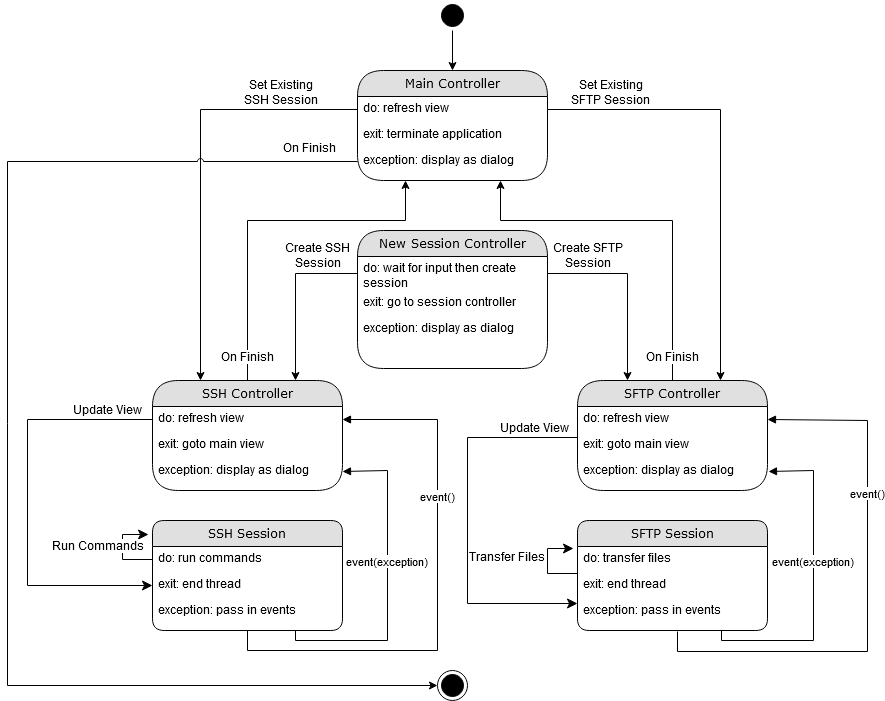 Main Controller
do: refresh view
exit: terminate application
exception: display as dialog
Set Existing
SSH Session
Set Existing
SFTP Session
On Finish
New Session Controller
do: wait for input then create
session
exit: go to session controller
exception: display as dialog
Create SSH
Session
Create SFTP
Session
On Finish
On Finish
SSH Controller
do: refresh view
exit: goto main view
exception: display as dialog
Update View
SFTP Controller
do: refresh view
exit: goto main view
exception: display as dialog
Update View
event()
event()
SSH Session
do: run commands
exit: end thread
exception: pass in events
Run Commands
event(exception)
SFTP Session
do: transfer files
exit: end thread
exception: pass in events
Transfer Files
event(exception)